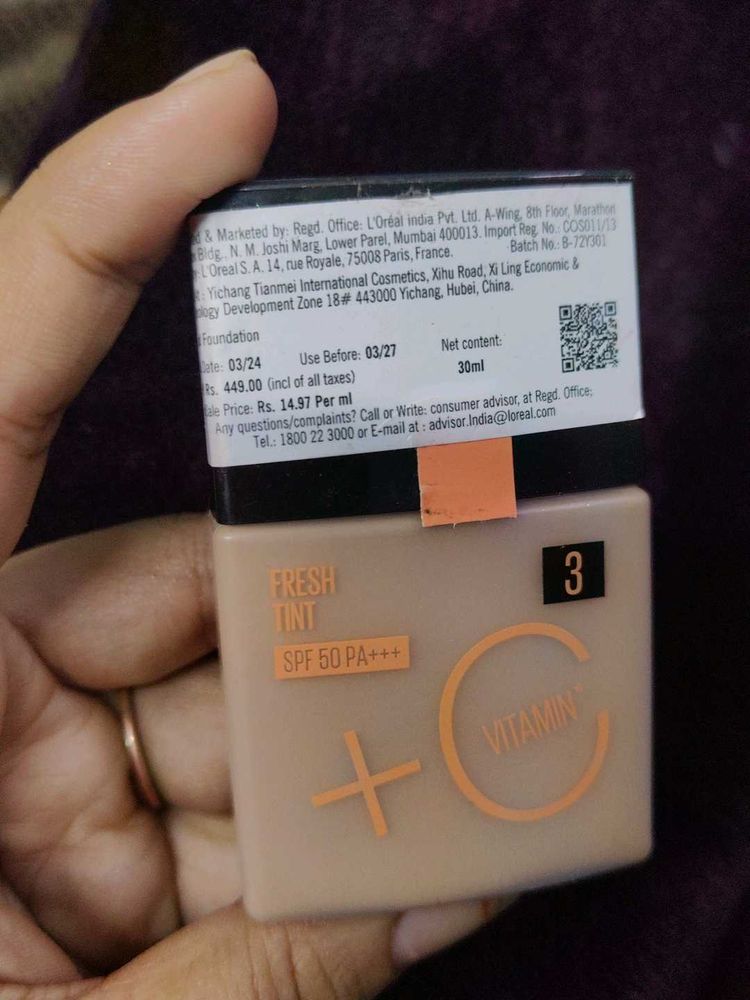 & Marketed by: Regd. Office: L'Oréal india Pvt. Ltd. A-Wing, 8th Floor, Marathon
Bldg., N. M. Joshi Marg, Lower Parel, Mumbai 400013. Import Reg. No.: COS011/13
L'Oreal S. A. 14, rue Royale, 75008 Paris, France. Batch No.: B-72Y301
: Yichang Tianmei International Cosmetics, Xihu Road, Xi Ling Economic &
ology Development Zone 18# 443000 Yichang, Hubei, China.
Foundation
Date: 03/24 Use Before: 03/27 Net content:
30ml
Rs. 449.00 (incl of all taxes)
ale Price: Rs. 14.97 Per ml
Any questions/complaints? Call or Write: consumer advisor, at Regd. Office;
Tel.: 1800 22 3000 or E-mail at : advisor.India@loreal.com
FRESH
TINT
3
SPF 50 PA+++
+ C
VITAMIN™